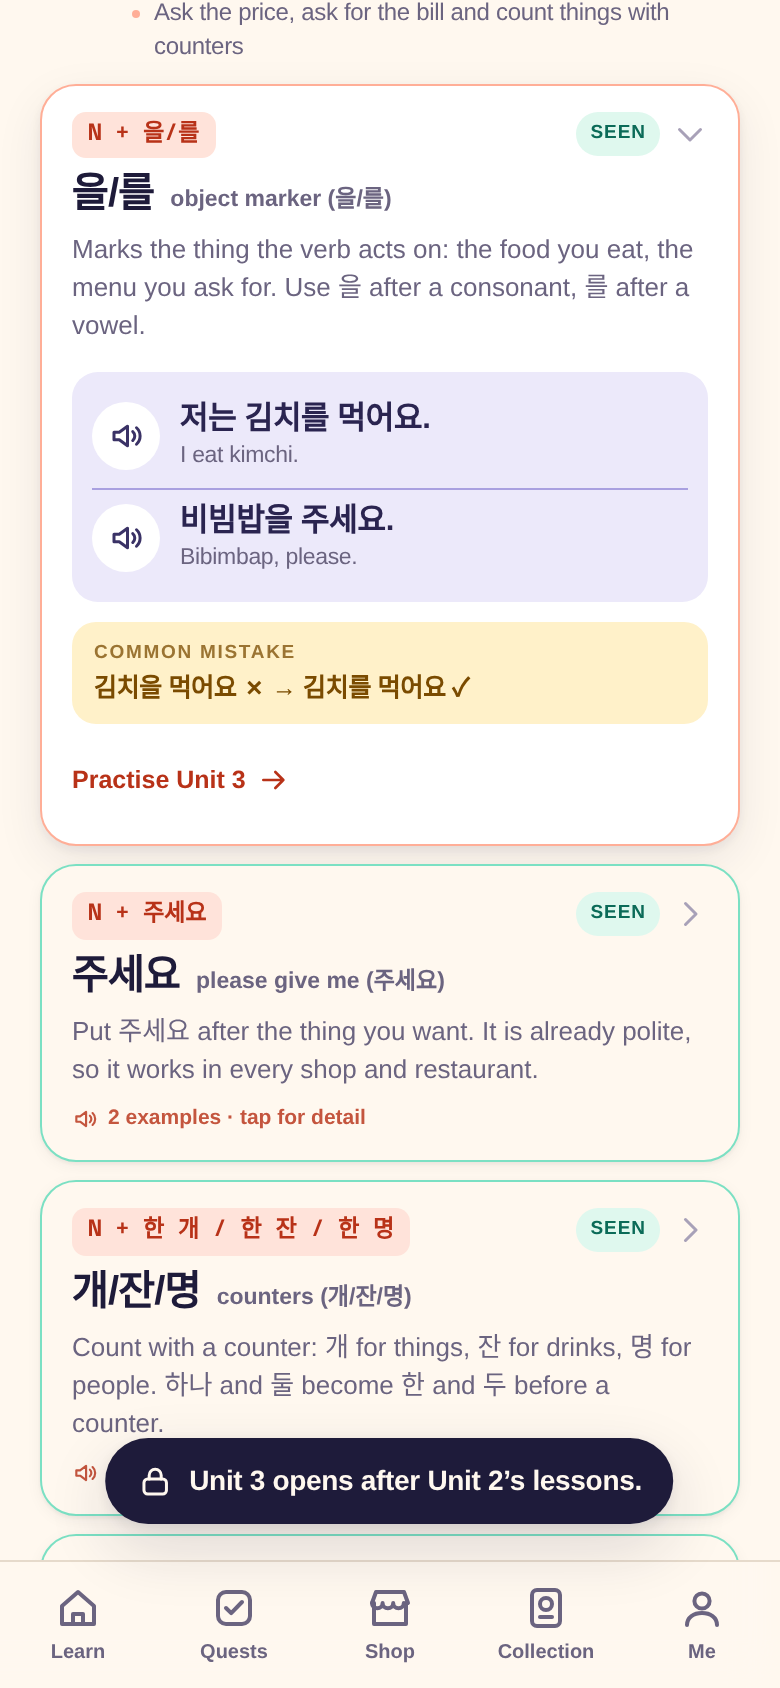 Ask the price, ask for the bill and count things with
counters
N + 을/를
SEEN
을/를 object marker (을/를)
Marks the thing the verb acts on: the food you eat, the
menu you ask for. Use 을 after a consonant, 를 after a
vowel.
저는 김치를 먹어요.
I eat kimchi.
비빔밥을 주세요.
Bibimbap, please.
COMMON MISTAKE
김치을 먹어요 ✕ → 김치를 먹어요 ✓
Practise Unit 3 →
N + 주세요
SEEN
주세요 please give me (주세요)
Put 주세요 after the thing you want. It is already polite,
so it works in every shop and restaurant.
2 examples · tap for detail
N + 한 개 / 한 잔 / 한 명
SEEN
개/잔/명 counters (개/잔/명)
Count with a counter: 개 for things, 잔 for drinks, 명 for
people. 하나 and 둘 become 한 and 두 before a
counter.
Unit 3 opens after Unit 2’s lessons.
Learn
Quests
Shop
Collection
Me